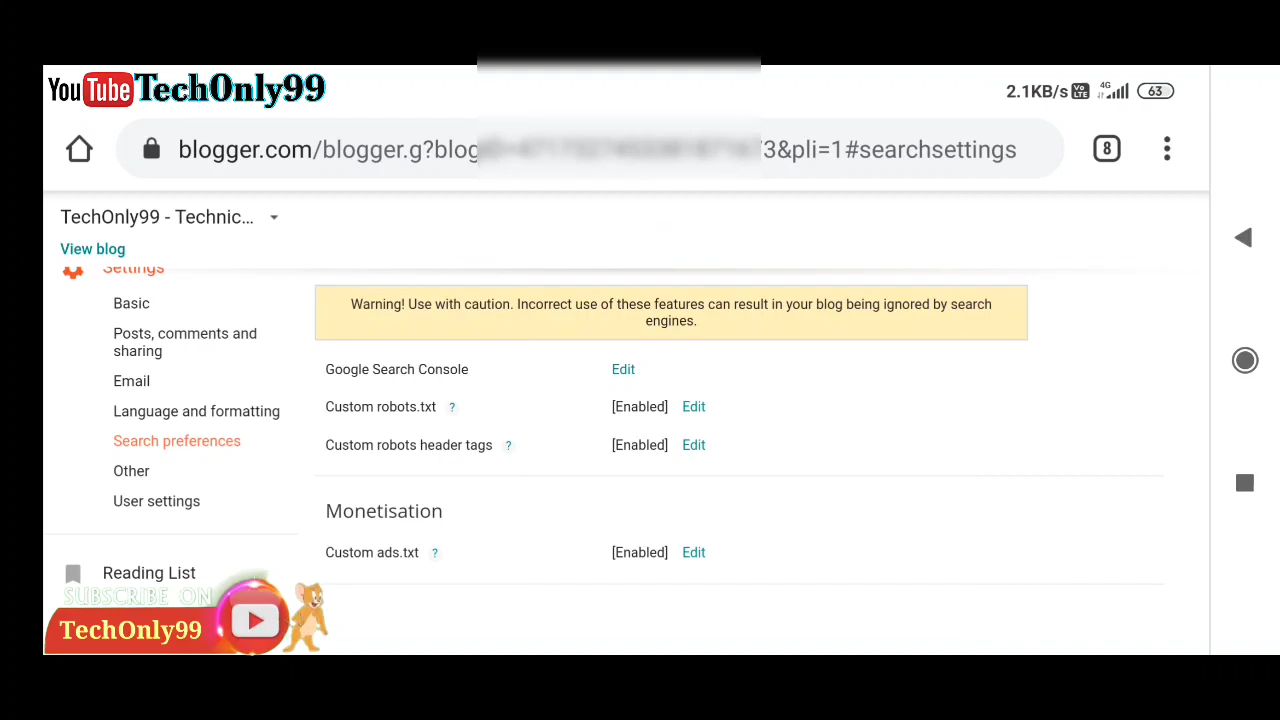 YouTube TechOnly99
2.1KB/s Vo LTE 4G 63
blogger.com/blogger.g?blog 3&pli=1#searchsettings
8
TechOnly99 - Technic...
View blog
Settings
Basic
Posts, comments and
sharing
Email
Language and formatting
Search preferences
Other
User settings
Reading List
Warning! Use with caution. Incorrect use of these features can result in your blog being ignored by search
engines.
Google Search Console Edit
Custom robots.txt ? [Enabled] Edit
Custom robots header tags ? [Enabled] Edit
Monetisation
Custom ads.txt ? [Enabled] Edit
SUBSCRIBE ON
TechOnly99